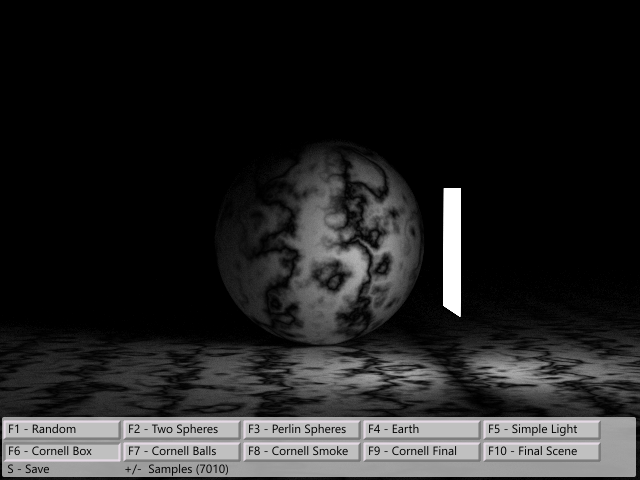 F1 - Random F2 - Two Spheres F3 - Perlin Spheres F4 - Earth F5 - Simple Light
F6 - Cornell Box F7 - Cornell Balls F8 - Cornell Smoke F9 - Cornell Final F10 - Final Scene
S - Save +/- Samples (7010)